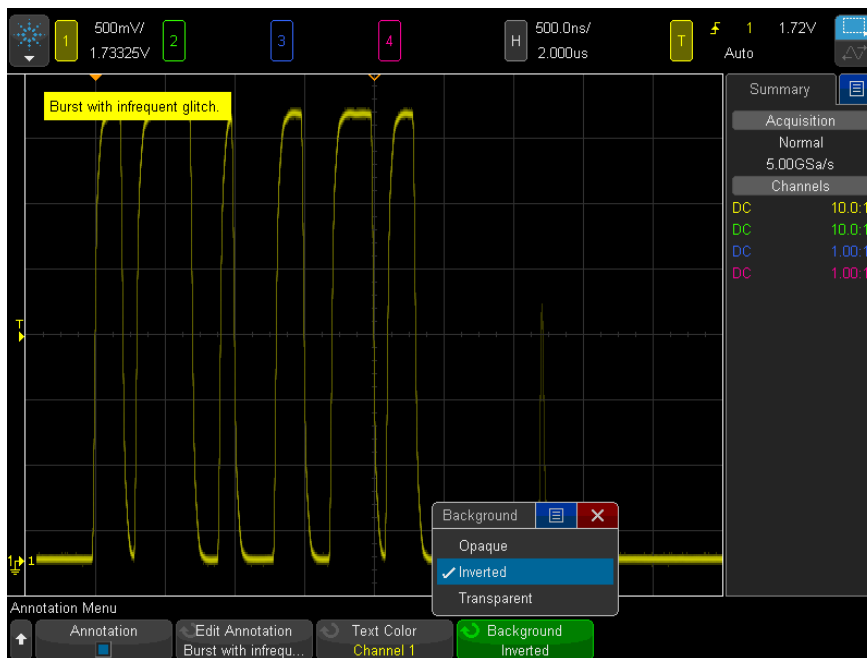 1
500mV/
1.73325V
2
3
4
H
500.0ns/
2.000us
T
1
1.72V
Auto
Burst with infrequent glitch.
Summary
Acquisition
Normal
5.00GSa/s
Channels
DC 10.0:1
DC 10.0:1
DC 1.00:1
DC 1.00:1
T
1
1
Background
Opaque
Inverted
Transparent
Annotation Menu
Annotation
Edit Annotation
Burst with infrequ...
Text Color
Channel 1
Background
Inverted